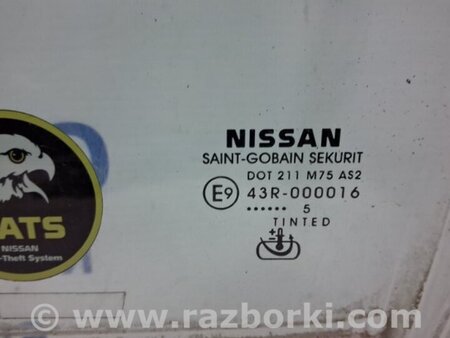 NISSAN
SAINT-GOBAIN SEKURIT
DOT 211 M75 AS2
E9 43R-000016
...... 5
TINTED
ATS
NISSAN
-Theft System
© www.razborki.com